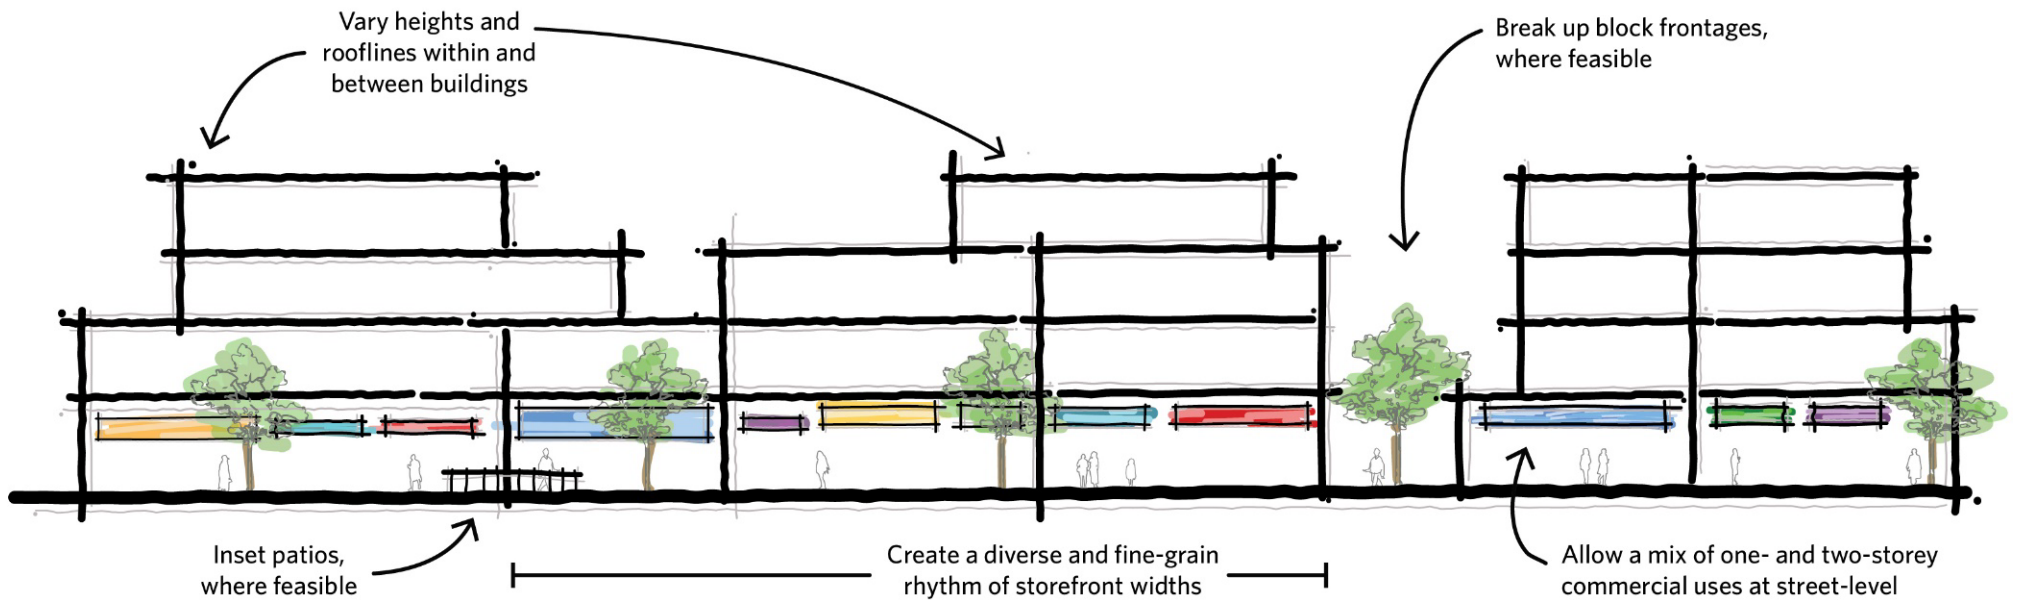 Vary heights and
rooflines within and
between buildings
Break up block frontages,
where feasible
Inset patios,
where feasible
Create a diverse and fine-grain
rhythm of storefront widths
Allow a mix of one- and two-storey
commercial uses at street-level